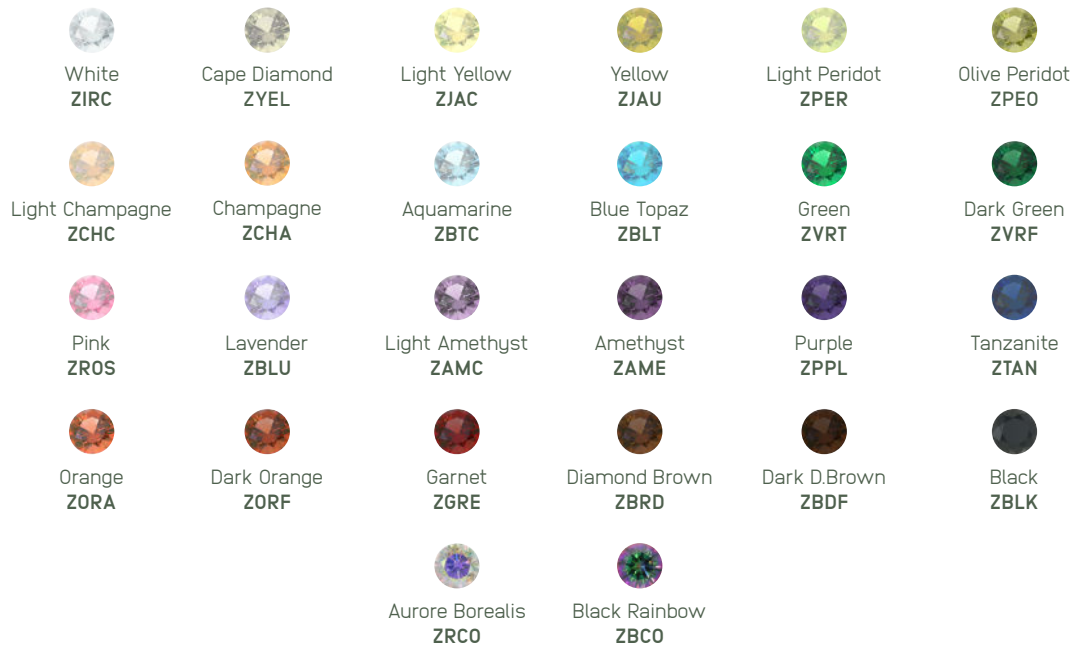 White
ZIRC
Cape Diamond
ZYEL
Light Yellow
ZJAC
Yellow
ZJAU
Light Peridot
ZPER
Olive Peridot
ZPEO
Light Champagne
ZCHC
Champagne
ZCHA
Aquamarine
ZBTC
Blue Topaz
ZBLT
Green
ZVRT
Dark Green
ZVRF
Pink
ZROS
Lavender
ZBLU
Light Amethyst
ZAMC
Amethyst
ZAME
Purple
ZPPL
Tanzanite
ZTAN
Orange
ZORA
Dark Orange
ZORF
Garnet
ZGRE
Diamond Brown
ZBRD
Dark D.Brown
ZBDF
Black
ZBLK
Aurore Borealis
ZRCO
Black Rainbow
ZBCO